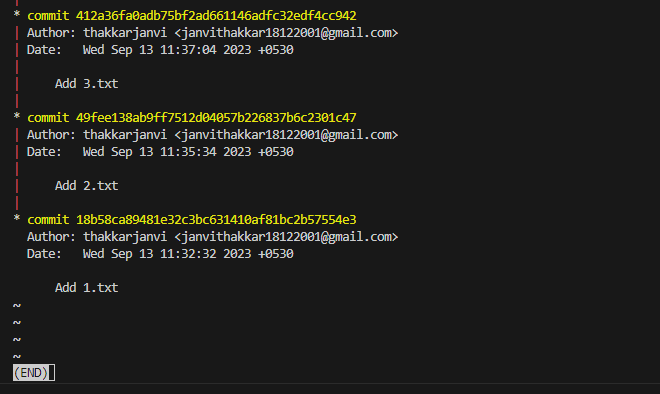 * commit 412a36fa0adb75bf2ad661146adfc32edf4cc942
| Author: thakkarjanvi <janvithakkar18122001@gmail.com>
| Date:   Wed Sep 13 11:37:04 2023 +0530
|
|     Add 3.txt
|
* commit 49fee138ab9ff7512d04057b226837b6c2301c47
| Author: thakkarjanvi <janvithakkar18122001@gmail.com>
| Date:   Wed Sep 13 11:35:34 2023 +0530
|
|     Add 2.txt
|
* commit 18b58ca89481e32c3bc631410af81bc2b57554e3
  Author: thakkarjanvi <janvithakkar18122001@gmail.com>
  Date:   Wed Sep 13 11:32:32 2023 +0530

      Add 1.txt
~
~
~
~
(END)